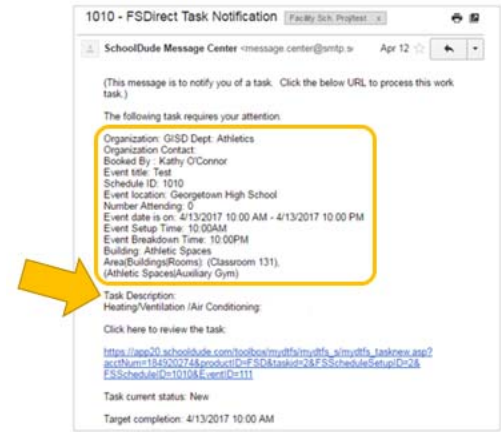 1010 - FSDirect Task Notification Facility Sch. Proj/test x
SchoolDude Message Center <message.center@smtp.s Apr 12
(This message is to notify you of a task. Click the below URL to process this work
task.)
The following task requires your attention.
Organization: GISD Dept: Athletics
Organization Contact:
Booked By : Kathy O'Connor
Event title: Test
Schedule ID: 1010
Event location: Georgetown High School
Number Attending: 0
Event date is on: 4/13/2017 10:00 AM - 4/13/2017 10:00 PM
Event Setup Time: 10:00AM
Event Breakdown Time: 10:00PM
Building: Athletic Spaces
Area(Buildings|Rooms): (Classroom 131),
(Athletic Spaces|Auxiliary Gym)
Task Description:
Heating/Ventilation /Air Conditioning:
Click here to review the task:
https://app20.schooldude.com/toolbox/mydtfs/mydtfs_s/mydtfs_tasknew.asp?
acctNum=184920274&productID=FSD&taskid=2&FSScheduleSetupID=2&
FSScheduleID=1010&EventID=111
Task current status: New
Target completion: 4/13/2017 10:00 AM